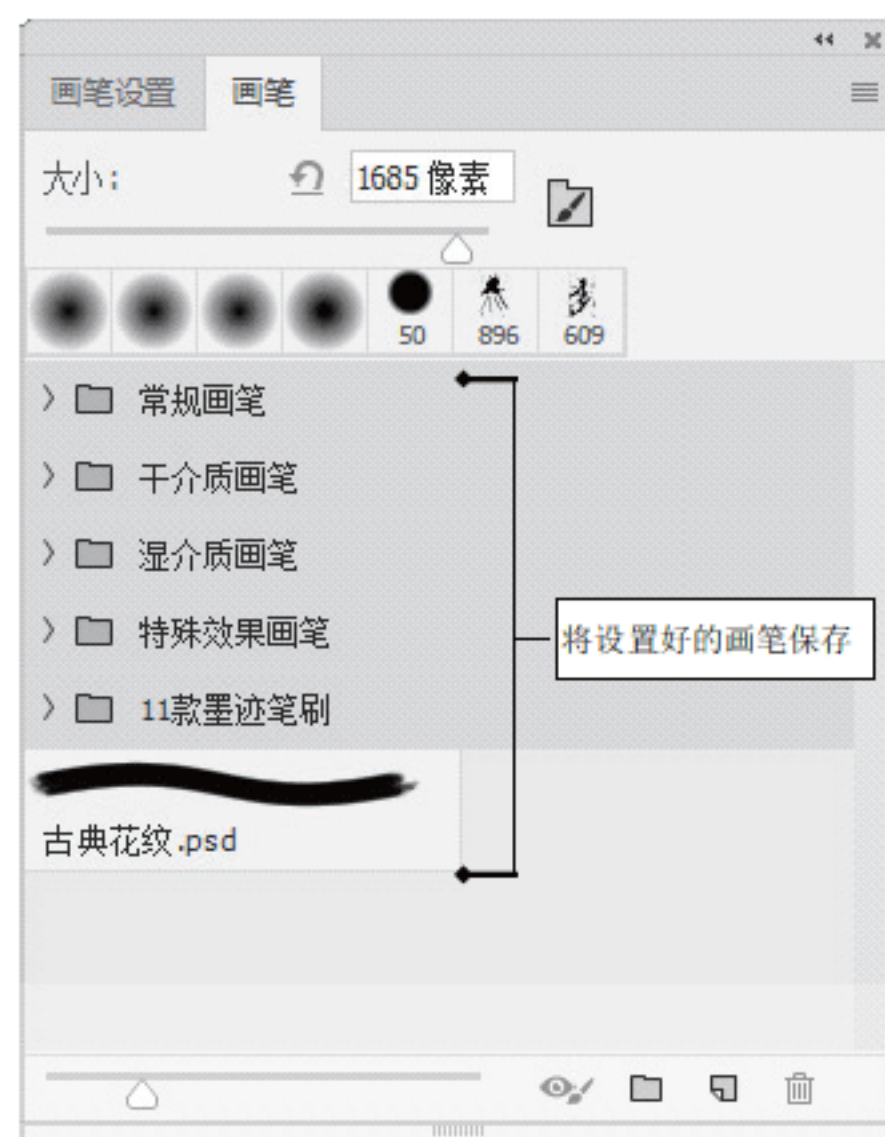 画笔设置 画笔
大小: 1685 像素
50 896 609
常规画笔
干介质画笔
湿介质画笔
特殊效果画笔
将设置好的画笔保存
11款墨迹笔刷
古典花纹.psd